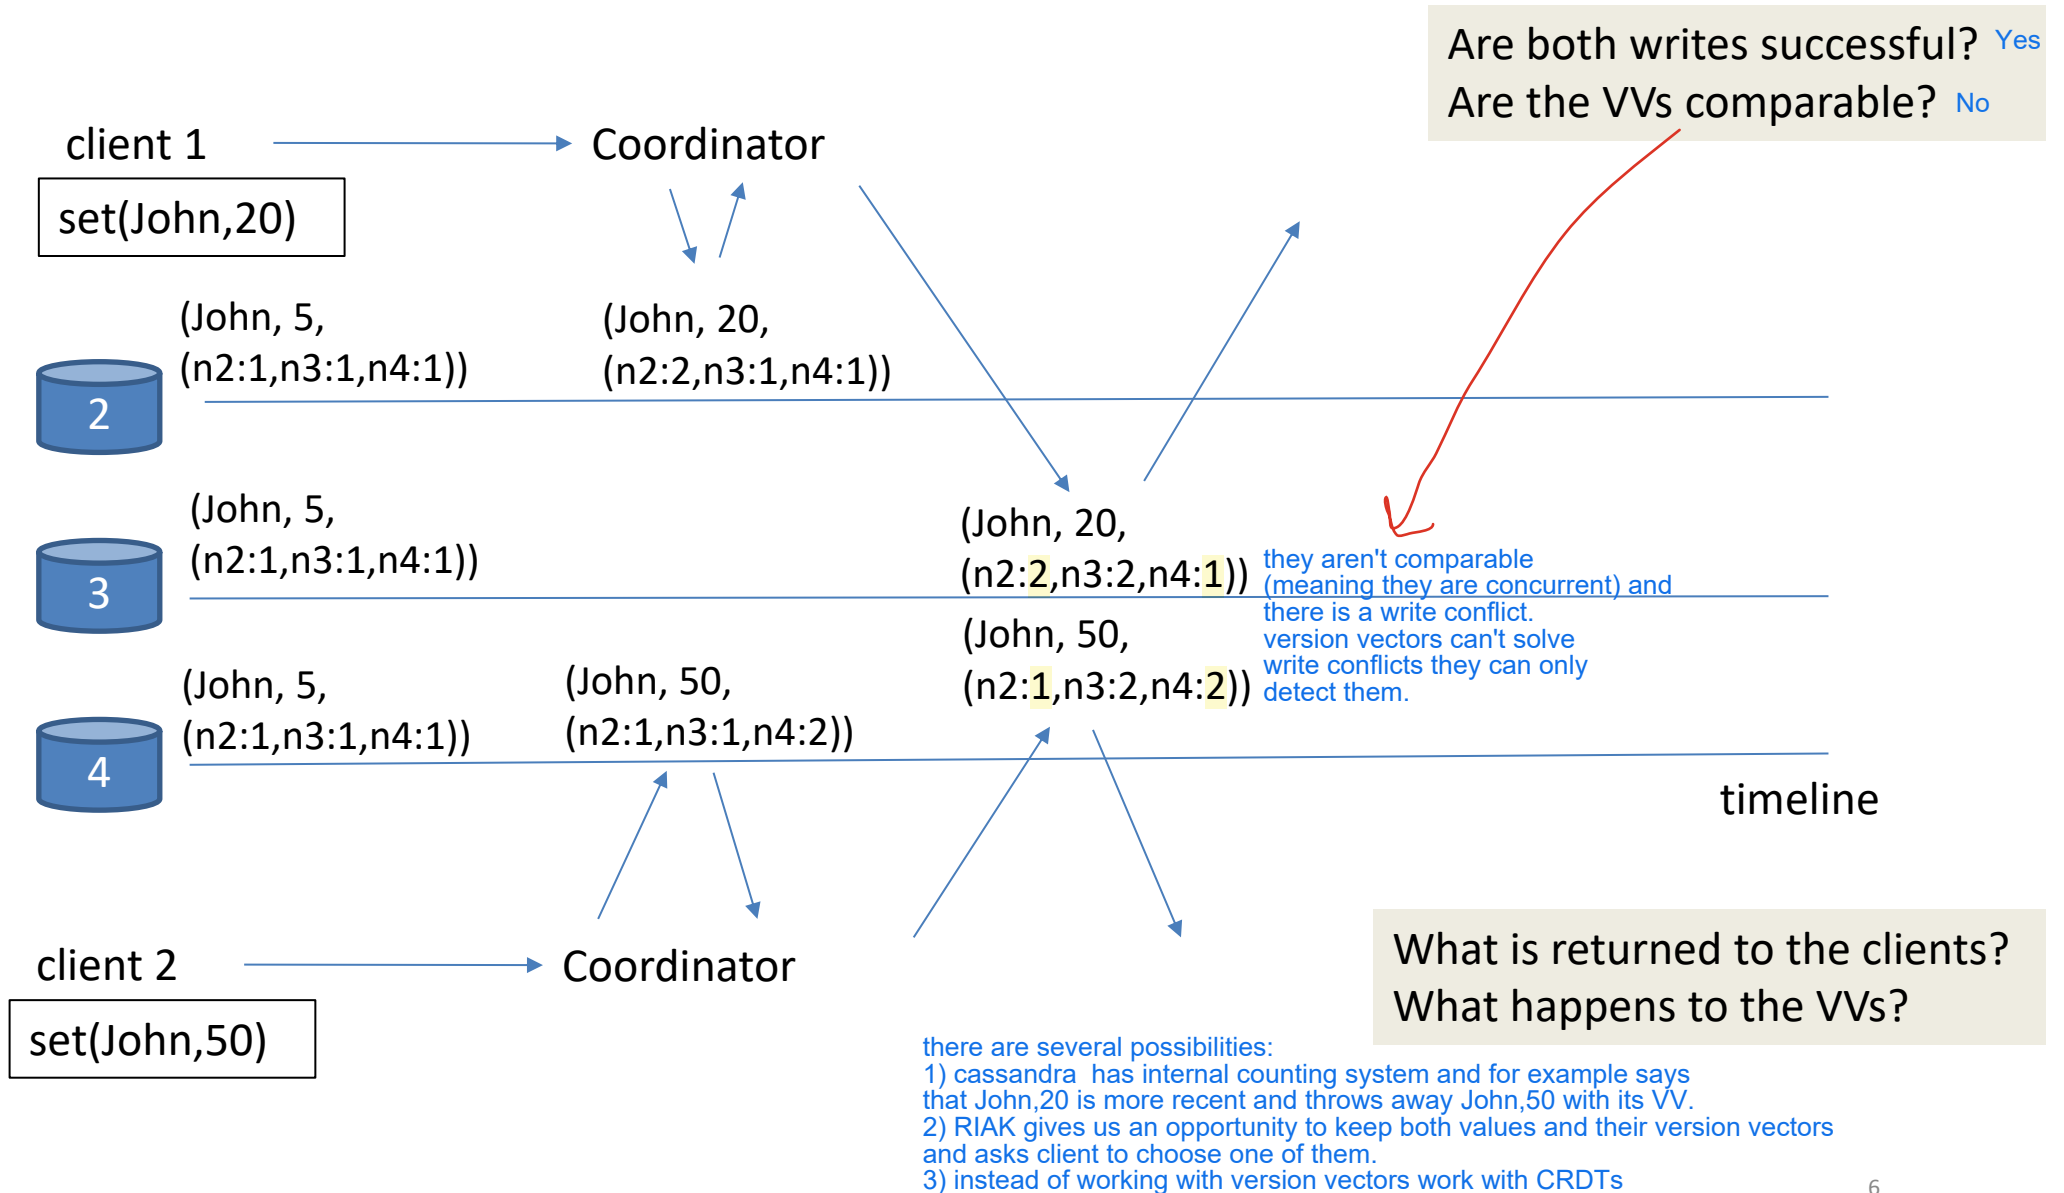 Are both writes successful? Yes
Are the VVs comparable? No
client 1
Coordinator
set(John,20)
(John, 5,
(n2:1,n3:1,n4:1))
(John, 20,
(n2:2,n3:1,n4:1))
2
(John, 5,
(n2:1,n3:1,n4:1))
3
(John, 20,
(n2:2,n3:2,n4:1))
they aren't comparable
(meaning they are concurrent) and
there is a write conflict.
version vectors can't solve
write conflicts they can only
detect them.
(John, 50,
(n2:1,n3:2,n4:2))
(John, 5,
(n2:1,n3:1,n4:1))
(John, 50,
(n2:1,n3:1,n4:2))
4
timeline
client 2
Coordinator
set(John,50)
What is returned to the clients?
What happens to the VVs?
there are several possibilities:
1) cassandra  has internal counting system and for example says
that John,20 is more recent and throws away John,50 with its VV.
2) RIAK gives us an opportunity to keep both values and their version vectors
and asks client to choose one of them.
3) instead of working with version vectors work with CRDTs
6